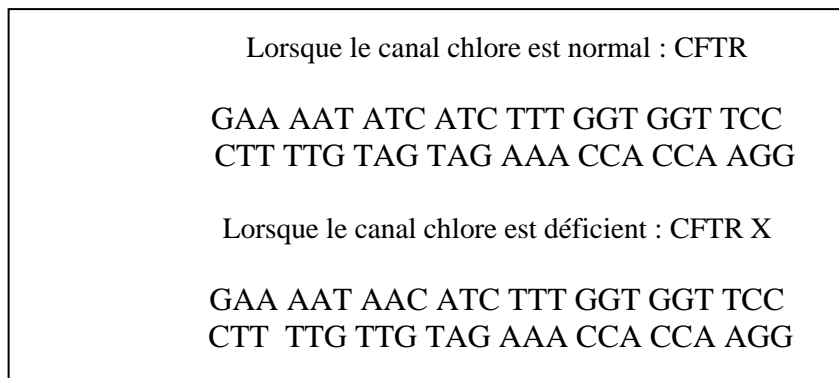 Lorsque le canal chlore est normal : CFTR
GAA AAT ATC ATC TTT GGT GGT TCC
CTT TTG TAG TAG AAA CCA CCA AGG
Lorsque le canal chlore est déficient : CFTR X
GAA AAT AAC ATC TTT GGT GGT TCC
CTT TTG TTG TAG AAA CCA CCA AGG